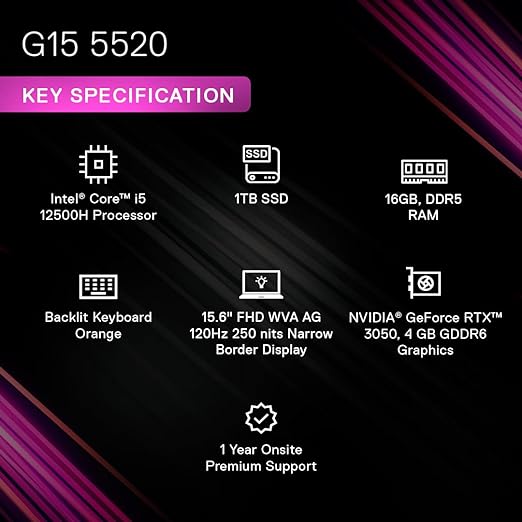 G15 5520
KEY SPECIFICATION
SSD
Intel® Core™ i5
12500H Processor
1TB SSD
16GB, DDR5
RAM
Backlit Keyboard
Orange
15.6" FHD WVA AG
120Hz 250 nits Narrow
Border Display
NVIDIA® GeForce RTX™
3050, 4 GB GDDR6
Graphics
1 Year Onsite
Premium Support